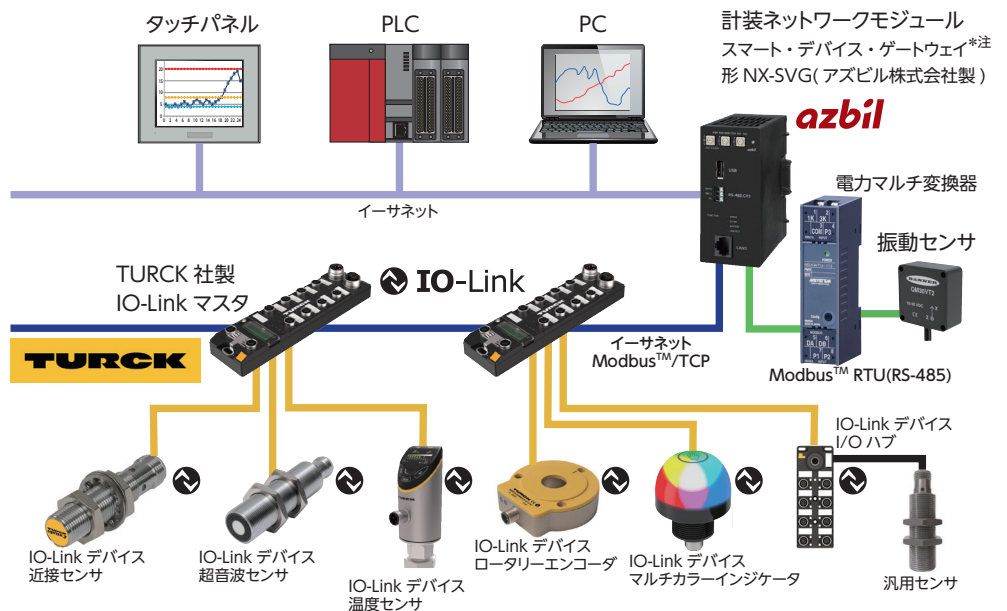 タッチパネル
PLC
PC
計装ネットワークモジュール
スマート・デバイス・ゲートウェイ*注
形 NX-SVG( アズビル株式会社製 )
azbil
USB
イーサネット
電力マルチ変換器
振動センサ
BANNER
QM30VT2
TURCK 社製
IO-Link マスタ
IO-Link
TURCK
イーサネット
Modbus™/TCP
Modbus™ RTU(RS-485)
IO-Link デバイス
I/O ハブ
IO-Link デバイス
近接センサ
IO-Link デバイス
超音波センサ
IO-Link デバイス
温度センサ
IO-Link デバイス
ロータリーエンコーダ
IO-Link デバイス
マルチカラーインジケータ
汎用センサ